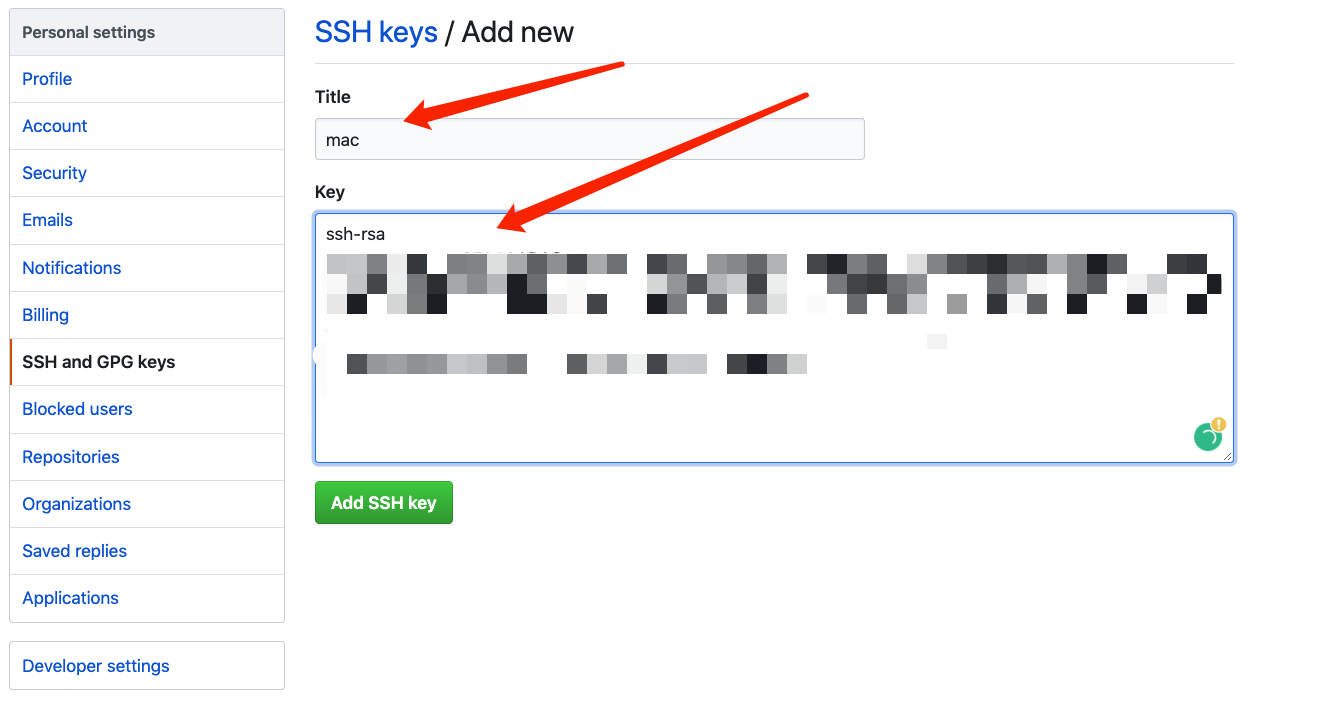 Personal settings
Profile
Account
Security
Emails
Notifications
Billing
SSH and GPG keys
Blocked users
Repositories
Organizations
Saved replies
Applications
Developer settings
SSH keys / Add new
Title
mac
Key
ssh-rsa
Add SSH key